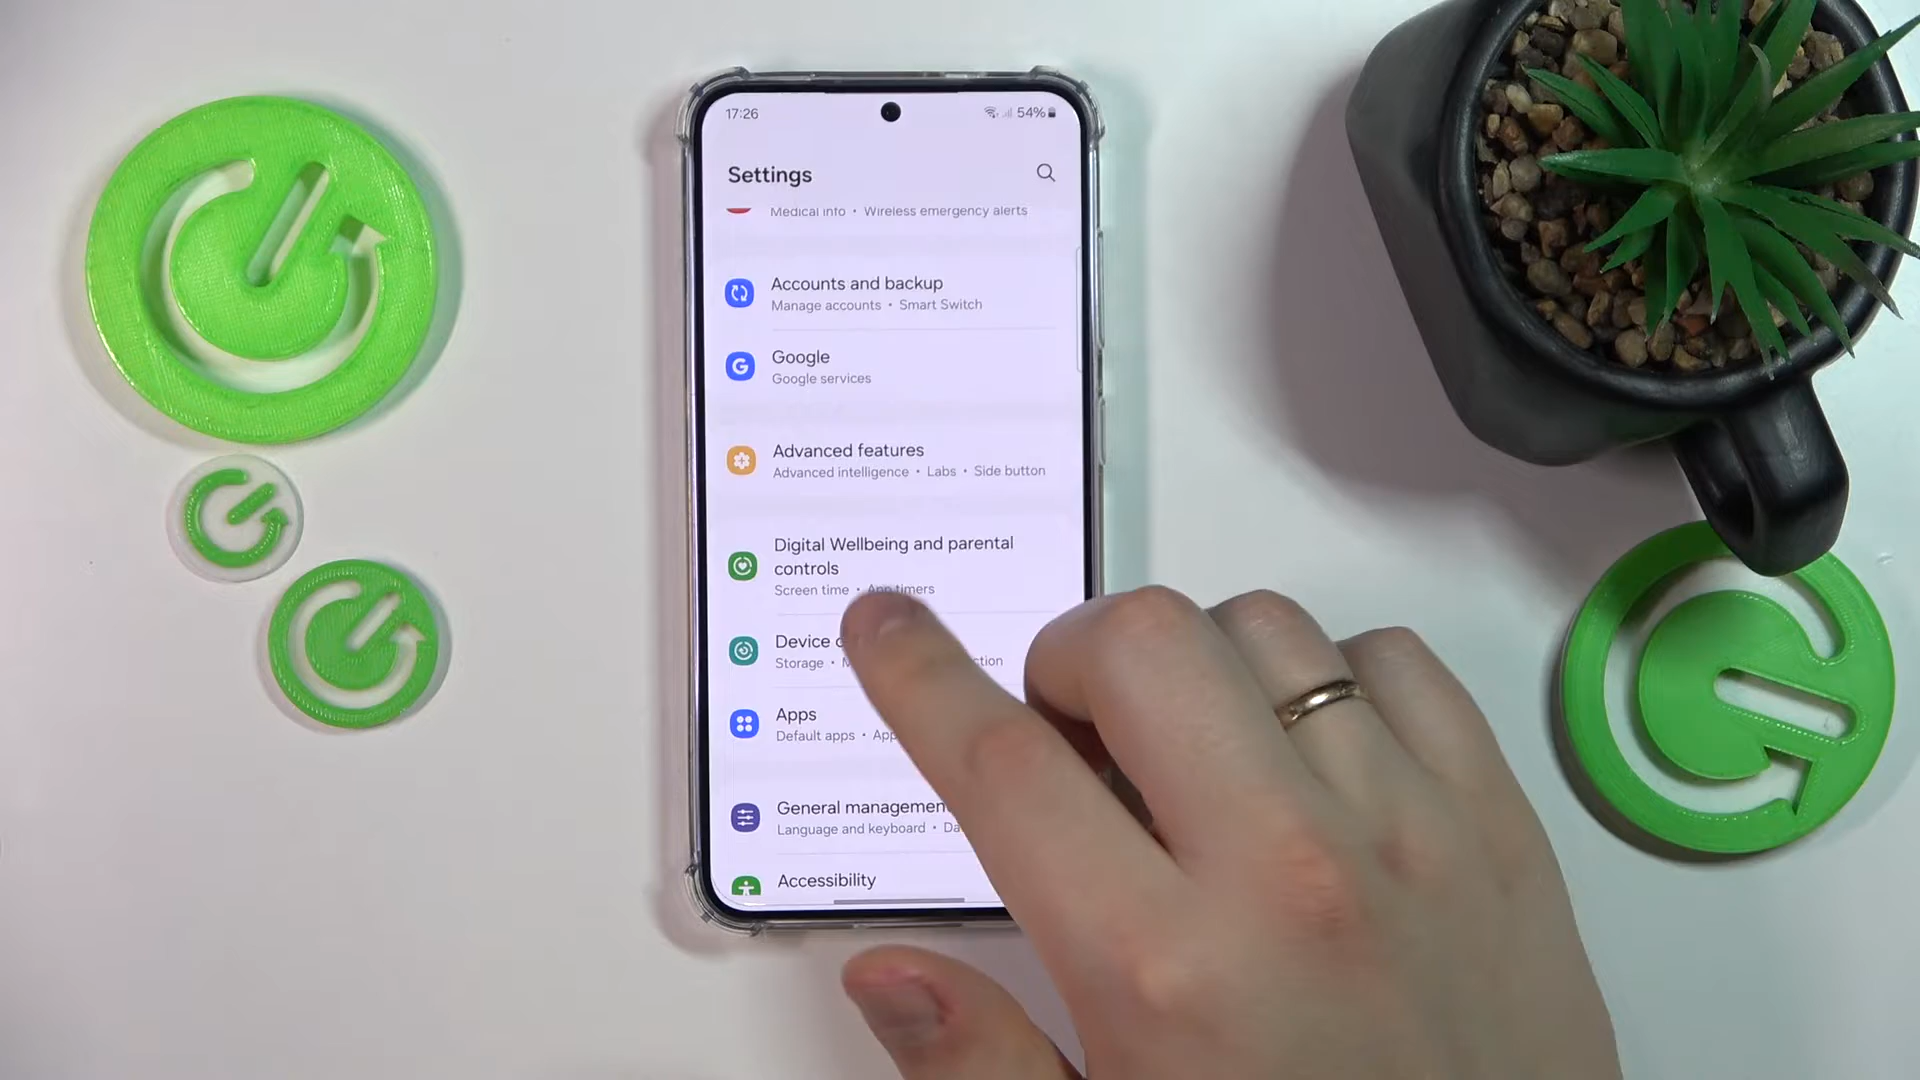 17:26
54%
Settings
Medical info • Wireless emergency alerts
Accounts and backup
Manage accounts • Smart Switch
G
Google
Google services
Advanced features
Advanced intelligence • Labs • Side button
Digital Wellbeing and parental
controls
Screen time • App timers
Device
Storage •
Apps
Default apps •
General management
Language and keyboard •
Accessibility